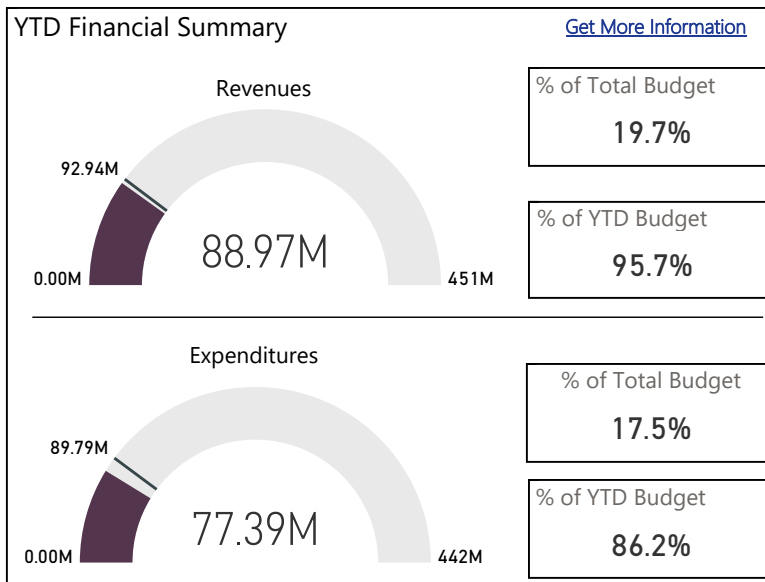 YTD Financial Summary
Get More Information
Revenues
92.94M
88.97M
0.00M
451M
% of Total Budget
19.7%
% of YTD Budget
95.7%
Expenditures
89.79M
77.39M
0.00M
442M
% of Total Budget
17.5%
% of YTD Budget
86.2%